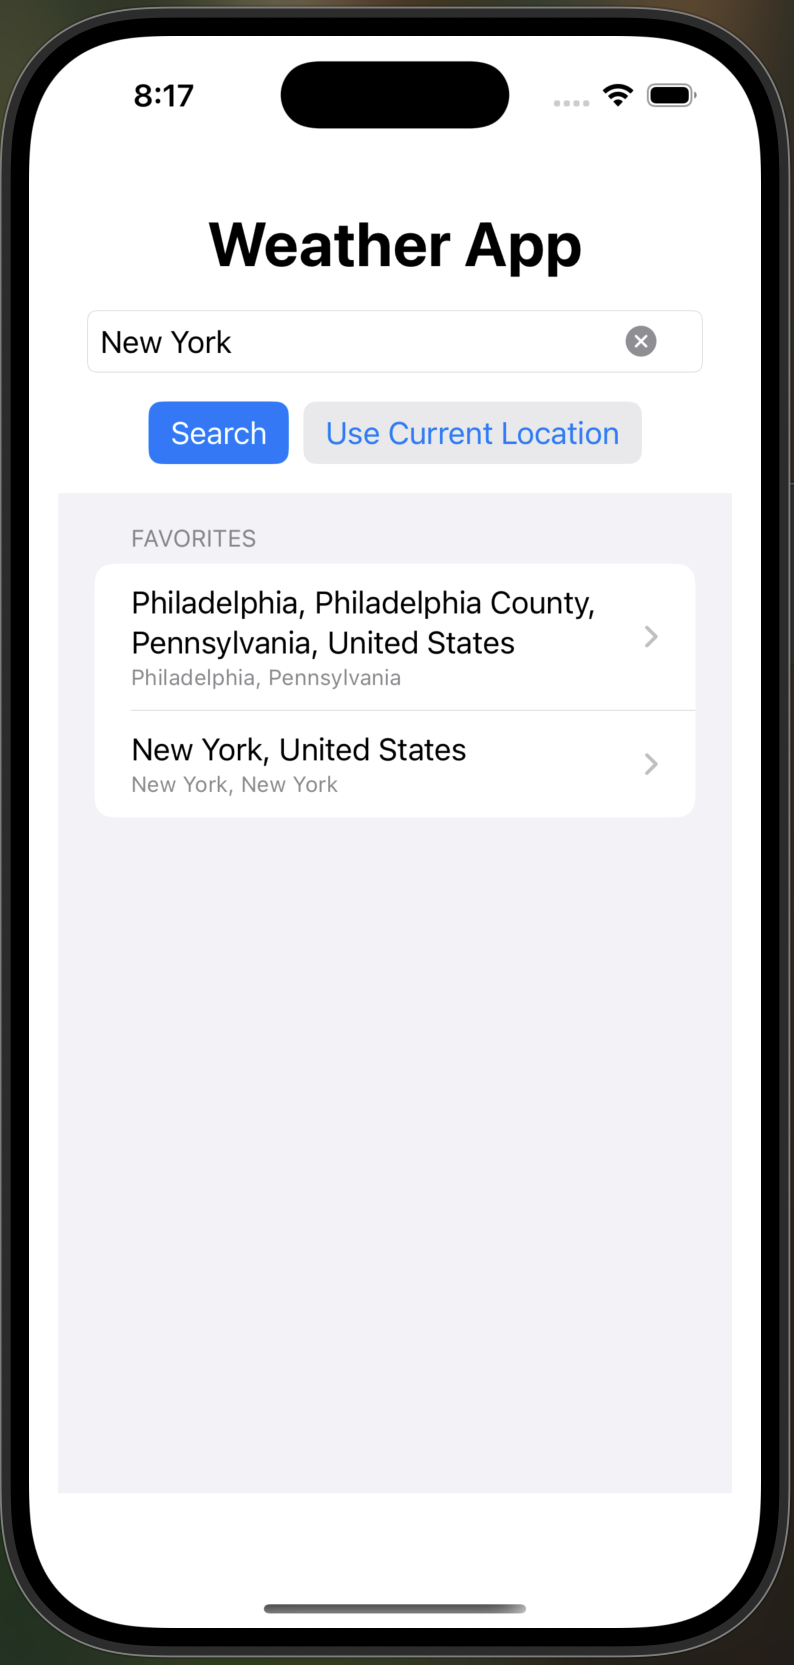 8:17
Weather App
New York
Search
Use Current Location
FAVORITES
Philadelphia, Philadelphia County,
Pennsylvania, United States
Philadelphia, Pennsylvania
New York, United States
New York, New York